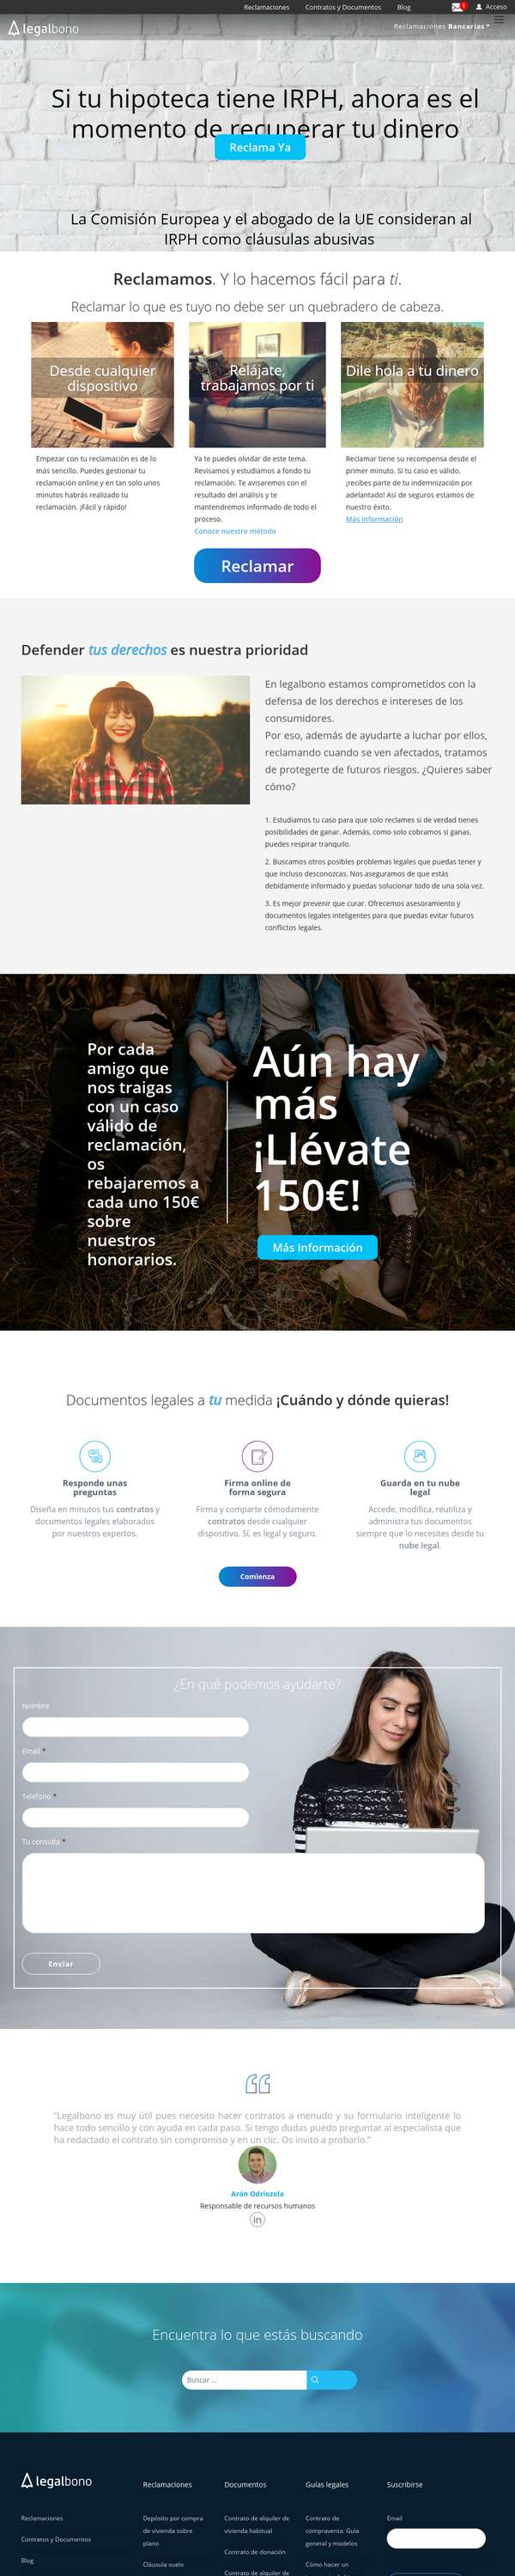 Reclamaciones Contratos y Documentos Blog 1 Acceso
legalbono
Reclamaciones Bancarias
Si tu hipoteca tiene IRPH, ahora es el
momento de recuperar tu dinero
Reclama Ya
La Comisión Europea y el abogado de la UE consideran al
IRPH como cláusulas abusivas
Reclamamos. Y lo hacemos fácil para ti.
Reclamar lo que es tuyo no debe ser un quebradero de cabeza.
Desde cualquier
dispositivo
Empezar con tu reclamación es de lo
más sencillo. Puedes gestionar tu
reclamación online y en tan solo unos
minutos habrás realizado tu
reclamación. ¡Fácil y rápido!
Relájate,
trabajamos por ti
Ya te puedes olvidar de este tema.
Revisamos y estudiamos a fondo tu
reclamación. Te avisaremos con el
resultado del análisis y te
mantendremos informado de todo el
proceso.
Conoce nuestro método
Dile hola a tu dinero
Reclamar tiene su recompensa desde el
primer minuto. Si tu caso es válido,
¡recibes parte de tu indemnización por
adelantado! Así de seguros estamos de
nuestro éxito.
Más información
Reclamar
Defender tus derechos es nuestra prioridad
En legalbono estamos comprometidos con la
defensa de los derechos e intereses de los
consumidores.
Por eso, además de ayudarte a luchar por ellos,
reclamando cuando se ven afectados, tratamos
de protegerte de futuros riesgos. ¿Quieres saber
cómo?
1. Estudiamos tu caso para que solo reclames si de verdad tienes
posibilidades de ganar. Además, como solo cobramos si ganas,
puedes respirar tranquilo.
2. Buscamos otros posibles problemas legales que puedas tener y
que incluso desconozcas. Nos aseguramos de que estás
debidamente informado y puedas solucionar todo de una sola vez.
3. Es mejor prevenir que curar. Ofrecemos asesoramiento y
documentos legales inteligentes para que puedas evitar futuros
conflictos legales.
Por cada
amigo que
nos traigas
con un caso
válido de
reclamación,
os
rebajaremos a
cada uno 150€
sobre
nuestros
honorarios.
Aún hay
más
¡Llévate
150€!
Más Información
Documentos legales a tu medida ¡Cuándo y dónde quieras!
Responde unas
preguntas
Diseña en minutos tus contratos y
documentos legales elaborados
por nuestros expertos.
Firma online de
forma segura
Firma y comparte cómodamente
contratos desde cualquier
dispositivo. Sí, es legal y seguro.
Guarda en tu nube
legal
Accede, modifica, reutiliza y
administra tus documentos
siempre que lo necesites desde tu
nube legal.
Comienza
¿En qué podemos ayudarte?
Nombre
Email *
Teléfono *
Tu consulta *
Enviar
"Legalbono es muy útil pues necesito hacer contratos a menudo y su formulario inteligente lo
hace todo sencillo y con ayuda en cada paso. Si tengo dudas puedo preguntar al especialista que
ha redactado el contrato sin compromiso y en un clic. Os invito a probarlo."
Arán Odriozola
Responsable de recursos humanos
in
Encuentra lo que estás buscando
Buscar ...
legalbono
Reclamaciones
Contratos y Documentos
Blog
Reclamaciones
Depósito por compra
de vivienda sobre
plano
Cláusula suelo
Documentos
Contrato de alquiler de
vivienda habitual
Contrato de donación
Contrato de alquiler de
Guías legales
Contrato de
compraventa: Guía
general y modelos
Cómo hacer un
Suscribirse
Email